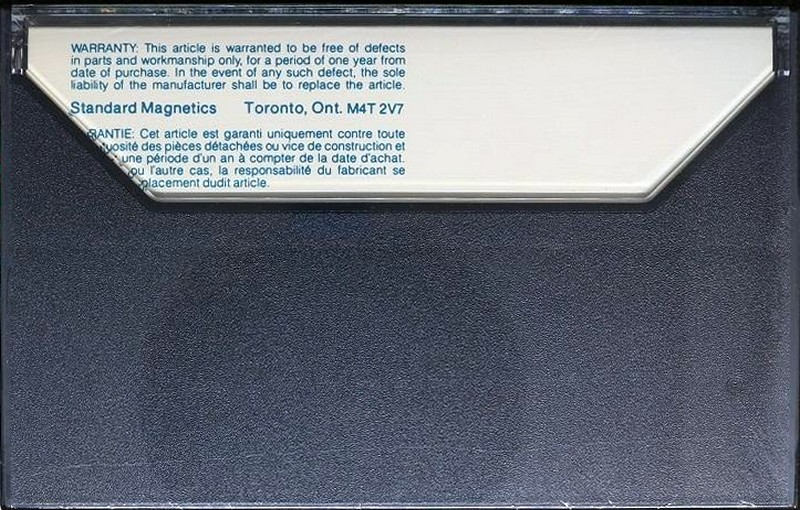 WARRANTY: This article is warranted to be free of defects
in parts and workmanship only, for a period of one year from
date of purchase. In the event of any such defect, the sole
liability of the manufacturer shall be to replace the article.
Standard Magnetics Toronto, Ont. M4T 2V7
RANTIE: Cet article est garanti uniquement contre toute
uosité des pièces détachées ou vice de construction et
une période d'un an à compter de la date d'achat.
ou l'autre cas, la responsabilité du fabricant se
placement dudit article.